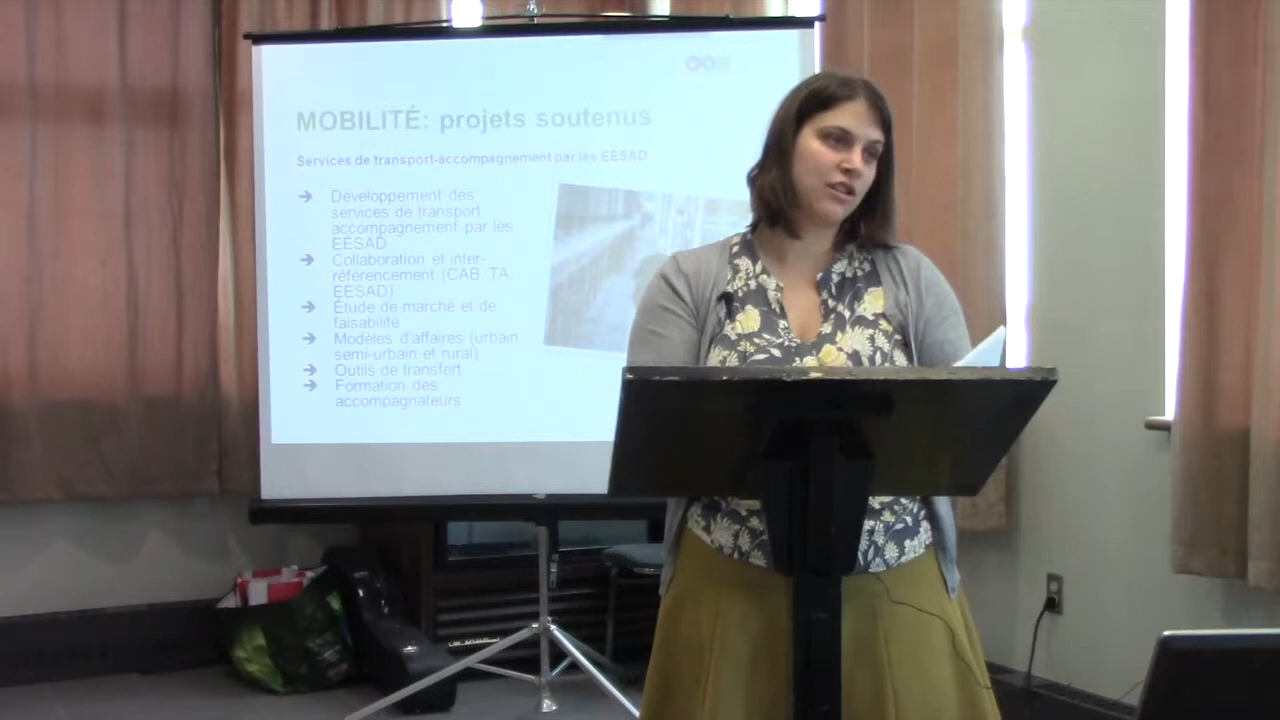 MOBILITÉ: projets soutenus
Services de transport-accompagnement par les EESAD
➔ Développement des
services de transport
accompagnement par les
EESAD
➔ Collaboration et inter-
référencement (CAB, TA,
EESAD)
➔ Étude de marché et de
faisabilité
➔ Modèles d'affaires (urbain
semi-urbain et rural)
➔ Outils de transfert
➔ Formation des
accompagnateurs